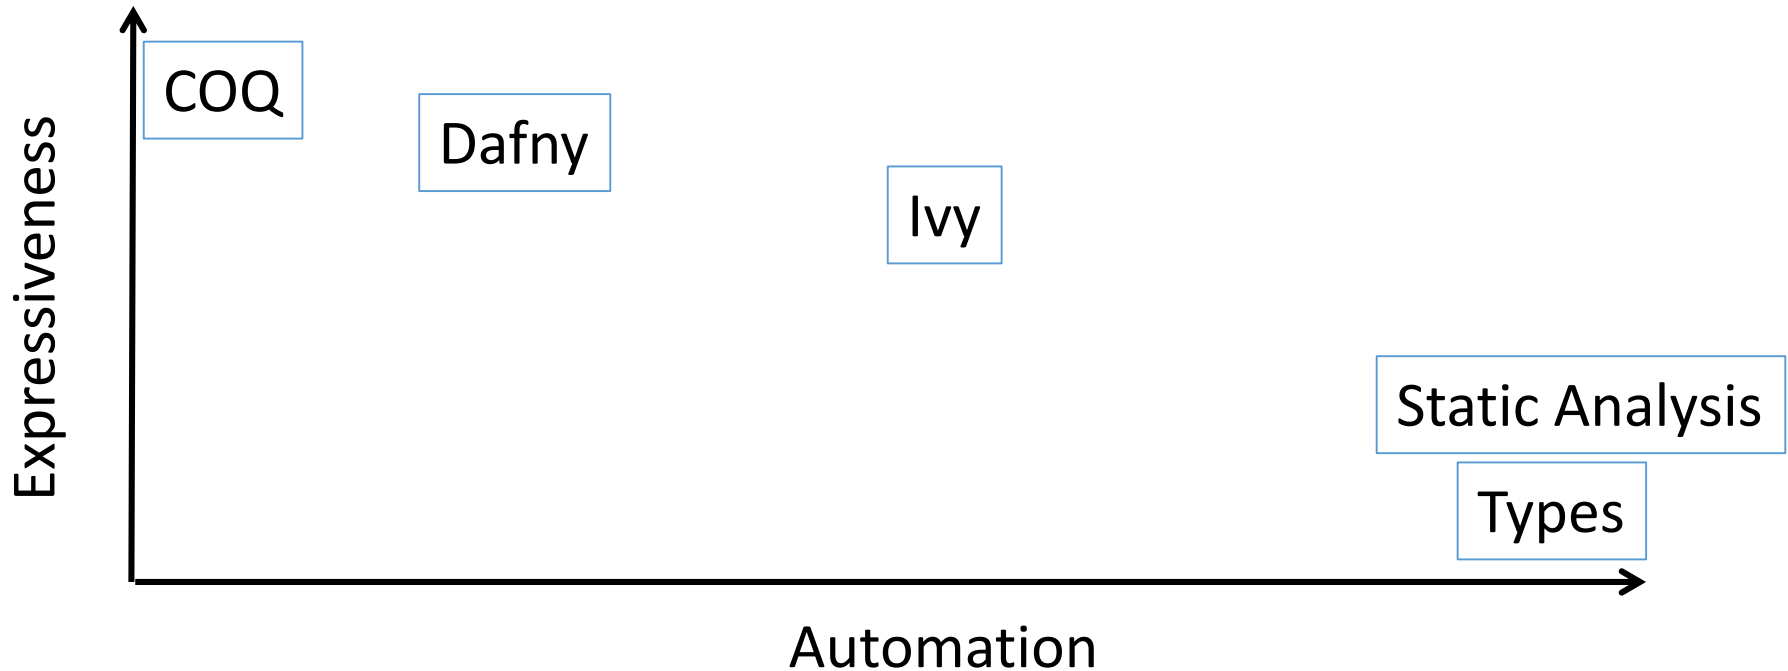 COQ
Dafny
Ivy
Static Analysis
Types
Expressiveness
Automation